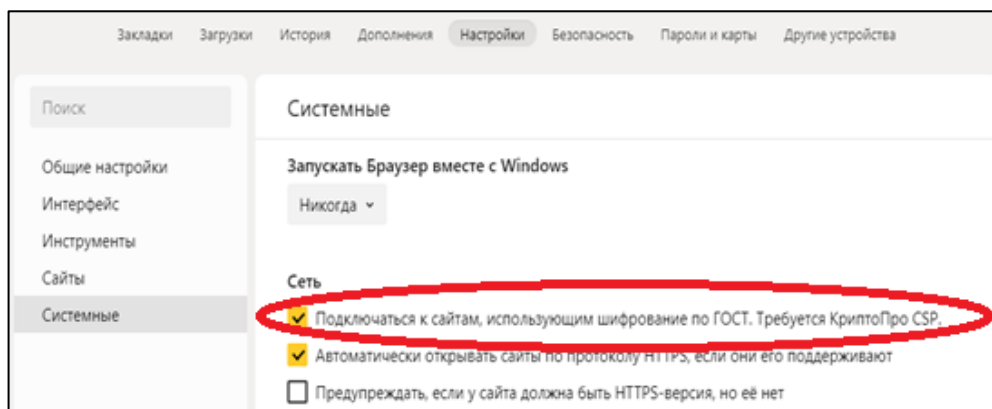 Закладки Загрузки История Дополнения Настройки Безопасность Пароли и карты Другие устройства
Поиск
Общие настройки
Интерфейс
Инструменты
Сайты
Системные
Системные
Запускать Браузер вместе с Windows
Никогда
Сеть
Подключаться к сайтам, использующим шифрование по ГОСТ. Требуется КриптоПро CSP.
Автоматически открывать сайты по протоколу HTTPS, если они его поддерживают
Предупреждать, если у сайта должна быть HTTPS-версия, но её нет